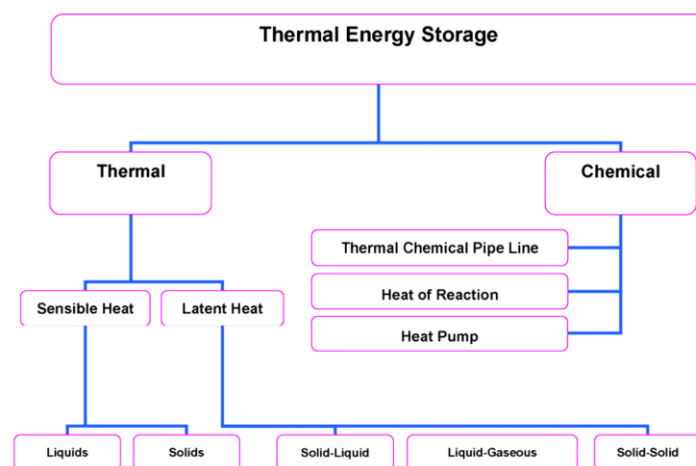 Thermal Energy Storage
Thermal
Chemical
Thermal Chemical Pipe Line
Heat of Reaction
Heat Pump
Sensible Heat
Latent Heat
Liquids
Solids
Solid-Liquid
Liquid-Gaseous
Solid-Solid